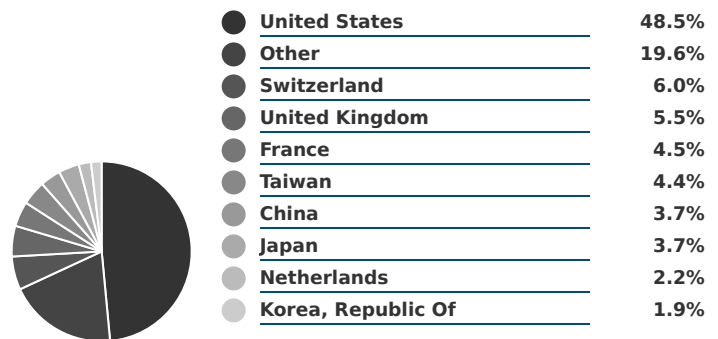 United States 48.5%
Other 19.6%
Switzerland 6.0%
United Kingdom 5.5%
France 4.5%
Taiwan 4.4%
China 3.7%
Japan 3.7%
Netherlands 2.2%
Korea, Republic Of 1.9%